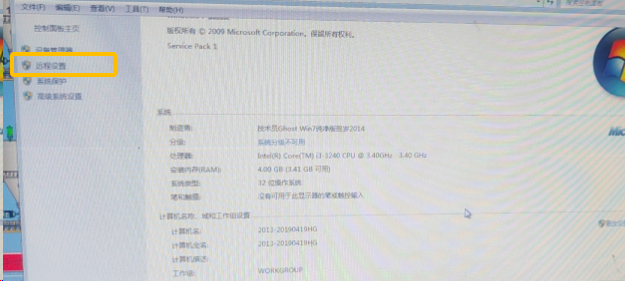 文件(F) 编辑(E) 查看(V) 工具(T) 帮助(H)
控制面板主页
设备管理器
远程设置
系统保护
高级系统设置
版权所有 © 2009 Microsoft Corporation。保留所有权利。
Service Pack 1
系统
制造商: 技术员Ghost Win7纯净版贺岁2014
分级: 系统分级不可用
处理器: Intel(R) Core(TM) i3-3240 CPU @ 3.40GHz 3.40 GHz
安装内存(RAM): 4.00 GB (3.41 GB 可用)
系统类型: 32 位操作系统
笔和触摸: 没有可用于此显示器的笔或触控输入
计算机名称、域和工作组设置
计算机名: 2013-20190419HG
计算机全名: 2013-20190419HG
计算机描述:
工作组: WORKGROUP